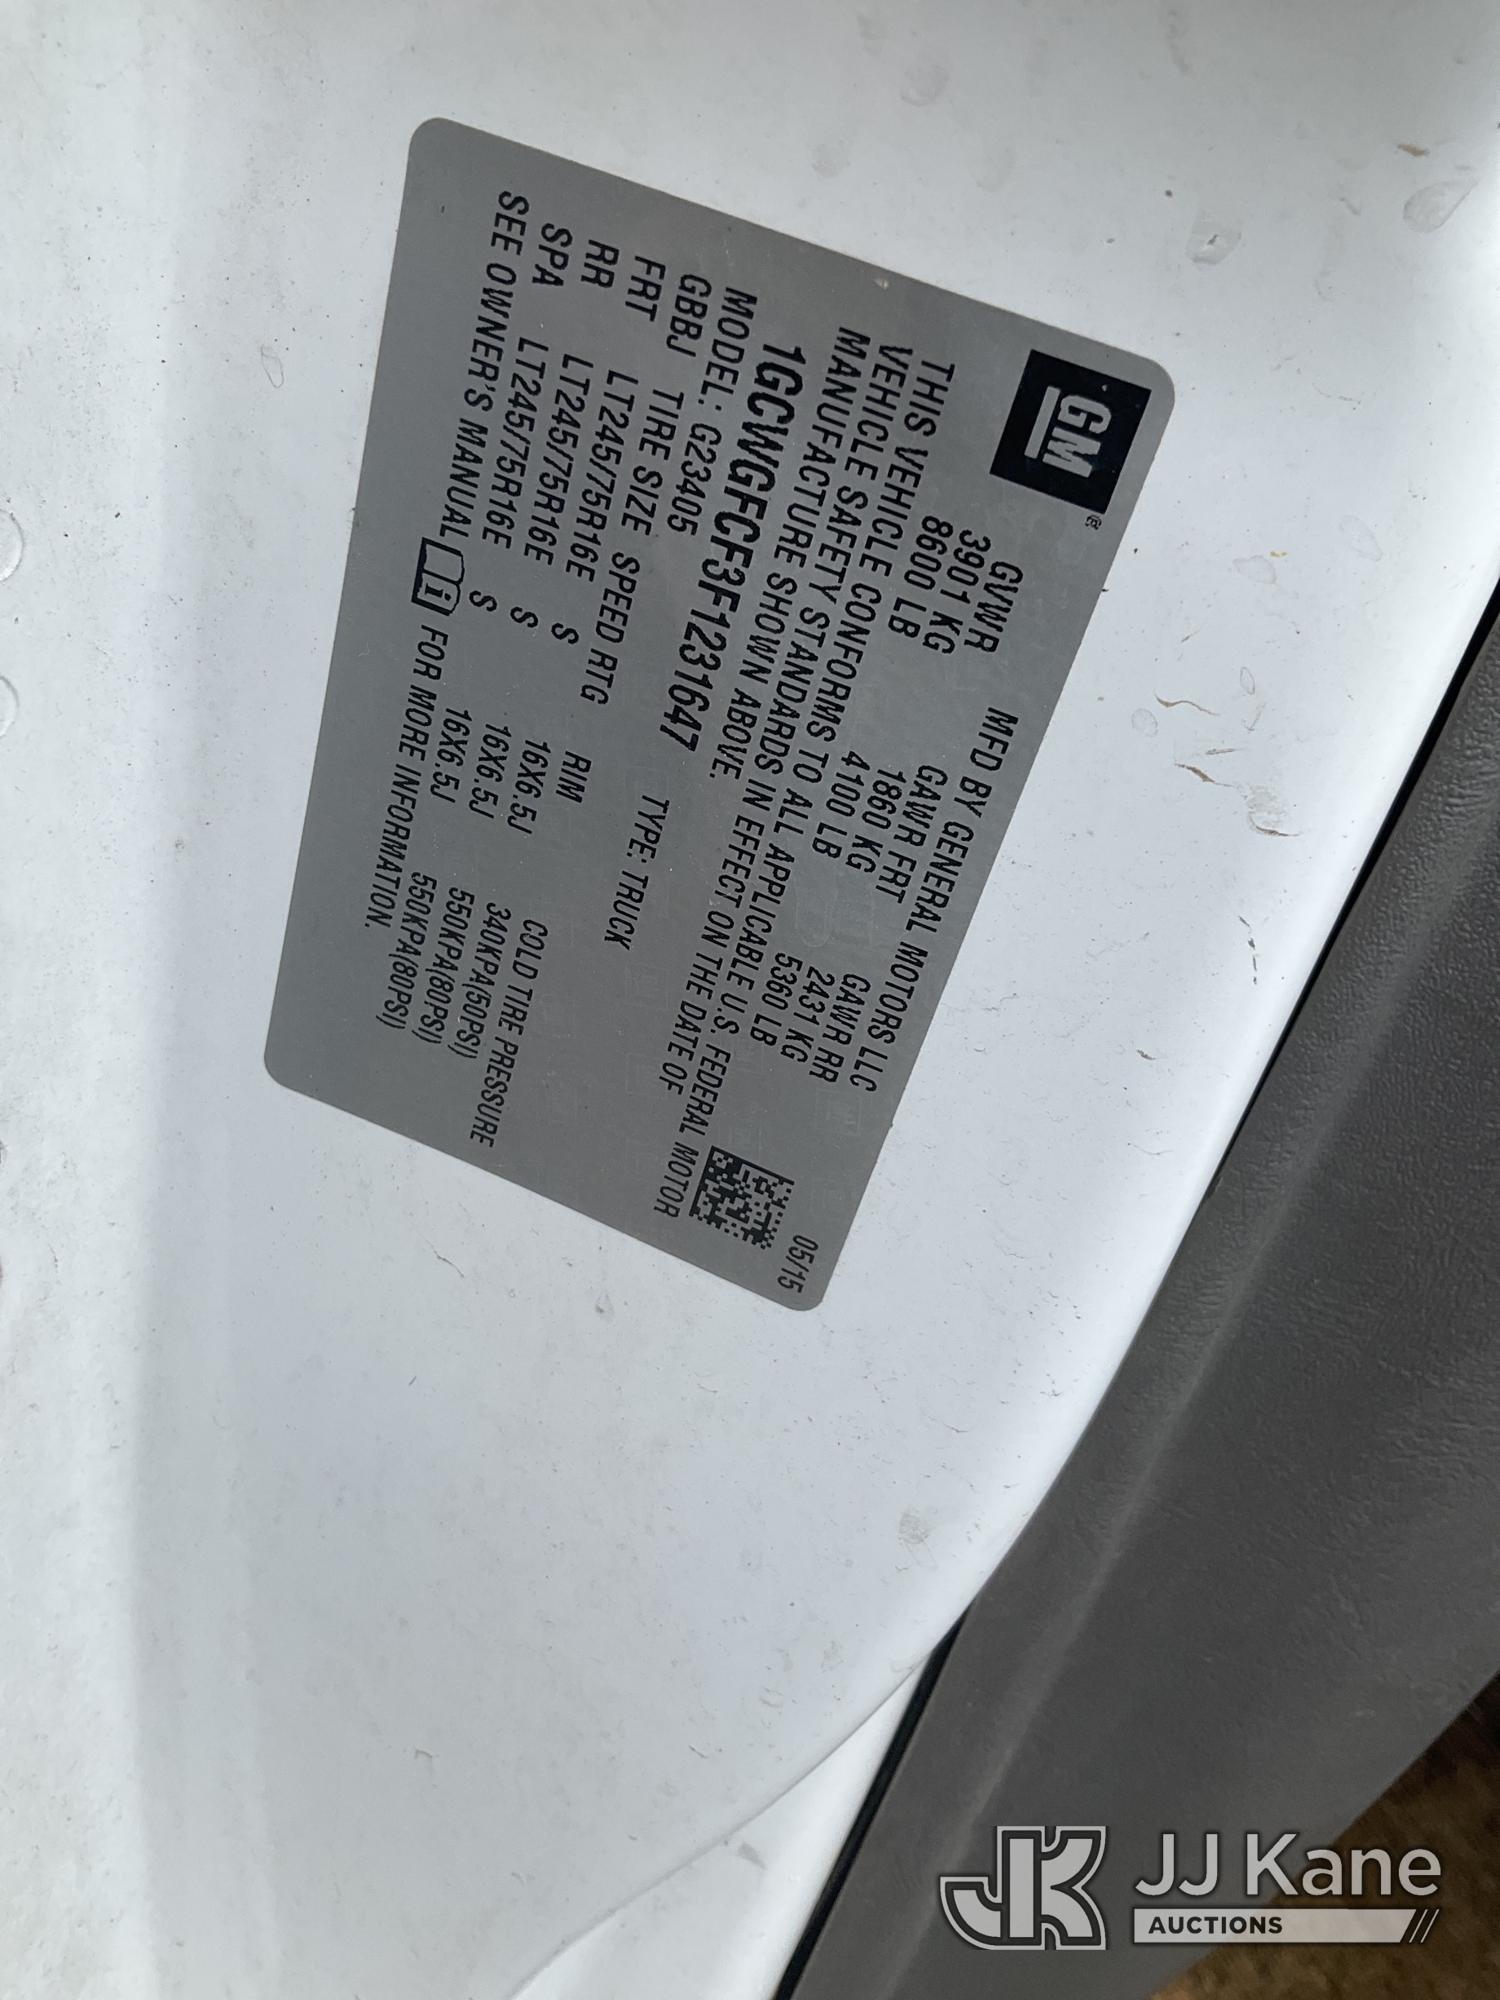 GM®
MFD BY GENERAL MOTORS LLC
05/15
GVWR GAWR FRT GAWR RR
3901 KG 1860 KG 2431 KG
8600 LB 4100 LB 5360 LB
THIS VEHICLE CONFORMS TO ALL APPLICABLE U.S. FEDERAL MOTOR
VEHICLE SAFETY STANDARDS IN EFFECT ON THE DATE OF
MANUFACTURE SHOWN ABOVE.
1GCWGFCF3F1231647 TYPE: TRUCK
MODEL: G23405
GBBJ TIRE SIZE SPEED RTG RIM COLD TIRE PRESSURE
FRT LT245/75R16E S 16X6.5J 340KPA(50PSI)
RR LT245/75R16E S 16X6.5J 550KPA(80PSI)
SPA LT245/75R16E S 16X6.5J 550KPA(80PSI)
SEE OWNER'S MANUAL i FOR MORE INFORMATION.
JK JJ Kane
AUCTIONS